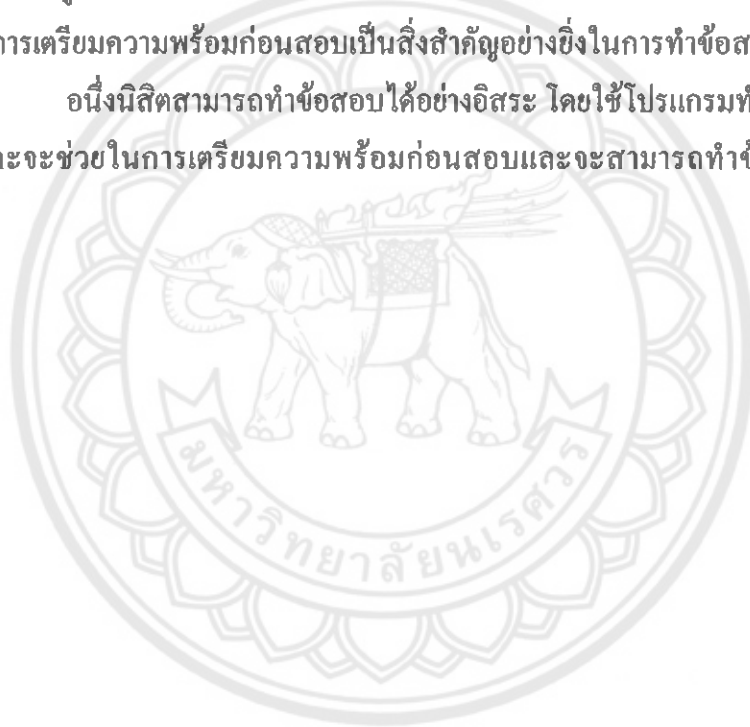 การเตรียมความพร้อมก่อนสอบเป็นสิ่งสำคัญอย่างยิ่งในการทำข้อส
อนึ่งนิสิตสามารถทำข้อสอบได้อย่างอิสระ โดยใช้โปรแกรมท
จะช่วยในการเตรียมความพร้อมก่อนสอบและจะสามารถทำข้
มหาวิทยาลัยนเรศวร